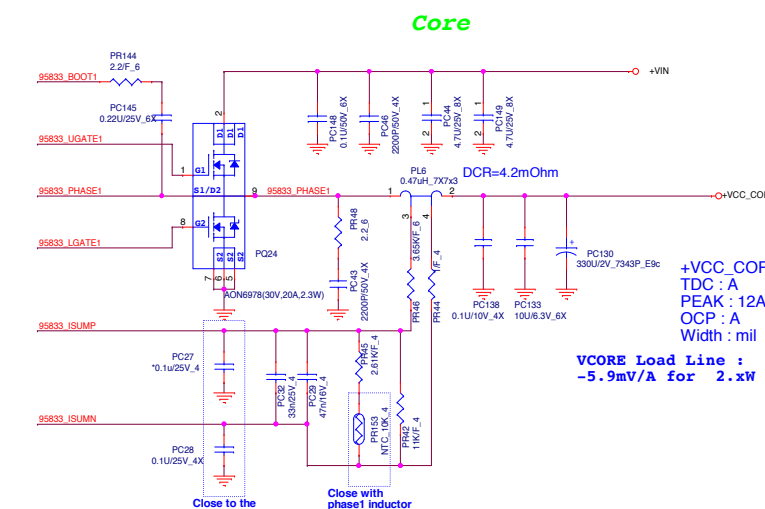 Core
PR144
2.2/F_6
95833_BOOT1
+VIN
PC145
0.22U/25V_6X
2
D1 D1 D1
PC148
0.1U/50V_6X
PC46
2200P/50V_4X
1
2
PC44
4.7U/25V_8X
1
2
PC149
4.7U/25V_8X
95833_UGATE1
1
G1
PL6
0.47uH_7X7x3
DCR=4.2mOhm
95833_PHASE1
S1/D2
9
95833_PHASE1
1
2
3
4
8
G2
95833_LGATE1
S2 S2 S2
PQ24
7
6
5
AON6978(30V,20A,2.3W)
PR48
2.2_6
PC43
2200P/50V_4X
3.65K/F_6
PR46
1/F_4
PR44
PC138
0.1U/10V_4X
PC133
10U/6.3V_6X
+
PC130
330U/2V_7343P_E9c
TDC : A
PEAK : 12A
OCP : A
Width : mil
VCORE Load Line :
-5.9mV/A for 2.xW
95833_ISUMP
PC27
*0.1u/25V_4
PC32
33n/25V_4
PC29
47n/16V_4
PR45
2.61K/F_4
PR153
NTC_10K_4
PR42
11K/F_4
95833_ISUMN
PC28
0.1U/25V_4X
Close to the
Close with
phase1 inductor